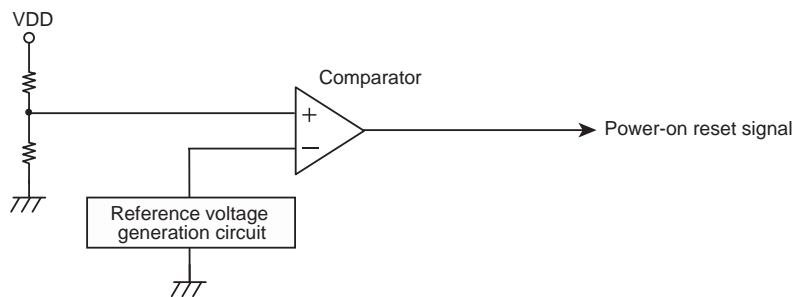 VDD
Comparator
+
−
Power-on reset signal
Reference voltage
generation circuit